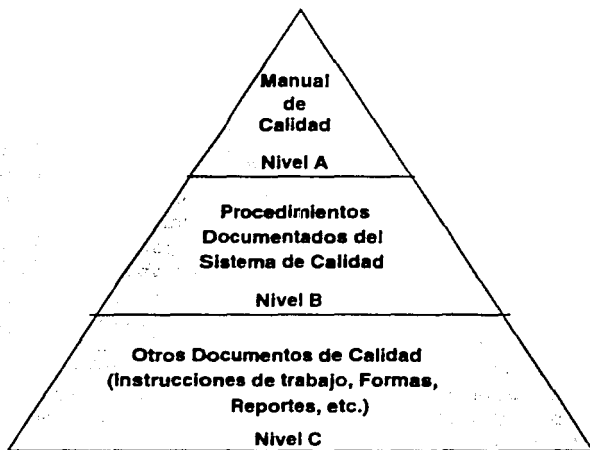 Manual
de
Calidad
Nivel A
Procedimientos
Documentados del
Sistema de Calidad
Nivel B
Otros Documentos de Calidad
(Instrucciones de trabajo, Formas,
Reportes, etc.)
Nivel C